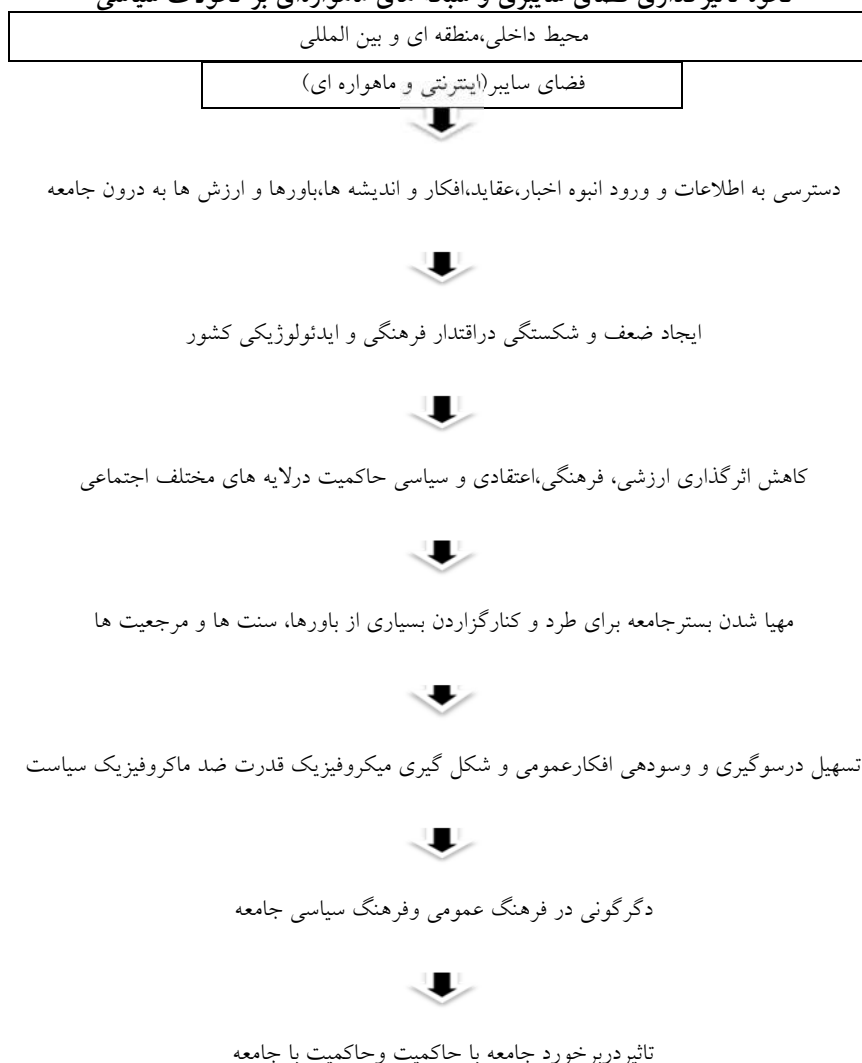 محیط داخلی،منطقه ای و بین المللی
فضای سایبر(اینترنتی و ماهواره ای)
دسترسی به اطلاعات و ورود انبوه اخبار،عقاید،افکار و اندیشه ها،باورها و ارزش ها به درون جامعه
ایجاد ضعف و شکستگی دراقتدار فرهنگی و ایدئولوژیکی کشور
کاهش اثرگذاری ارزشی، فرهنگی،اعتقادی و سیاسی حاکمیت درلایه های مختلف اجتماعی
مهیا شدن بسترجامعه برای طرد و کنارگزاردن بسیاری از باورها، سنت ها و مرجعیت ها
تسهیل درسوگیری و وسودهی افکارعمومی و شکل گیری میکروفیزیک قدرت ضد ماکروفیزیک سیاست
دگرگونی در فرهنگ عمومی وفرهنگ سیاسی جامعه
تاثیردربرخورد جامعه با حاکمیت وحاکمیت با جامعه